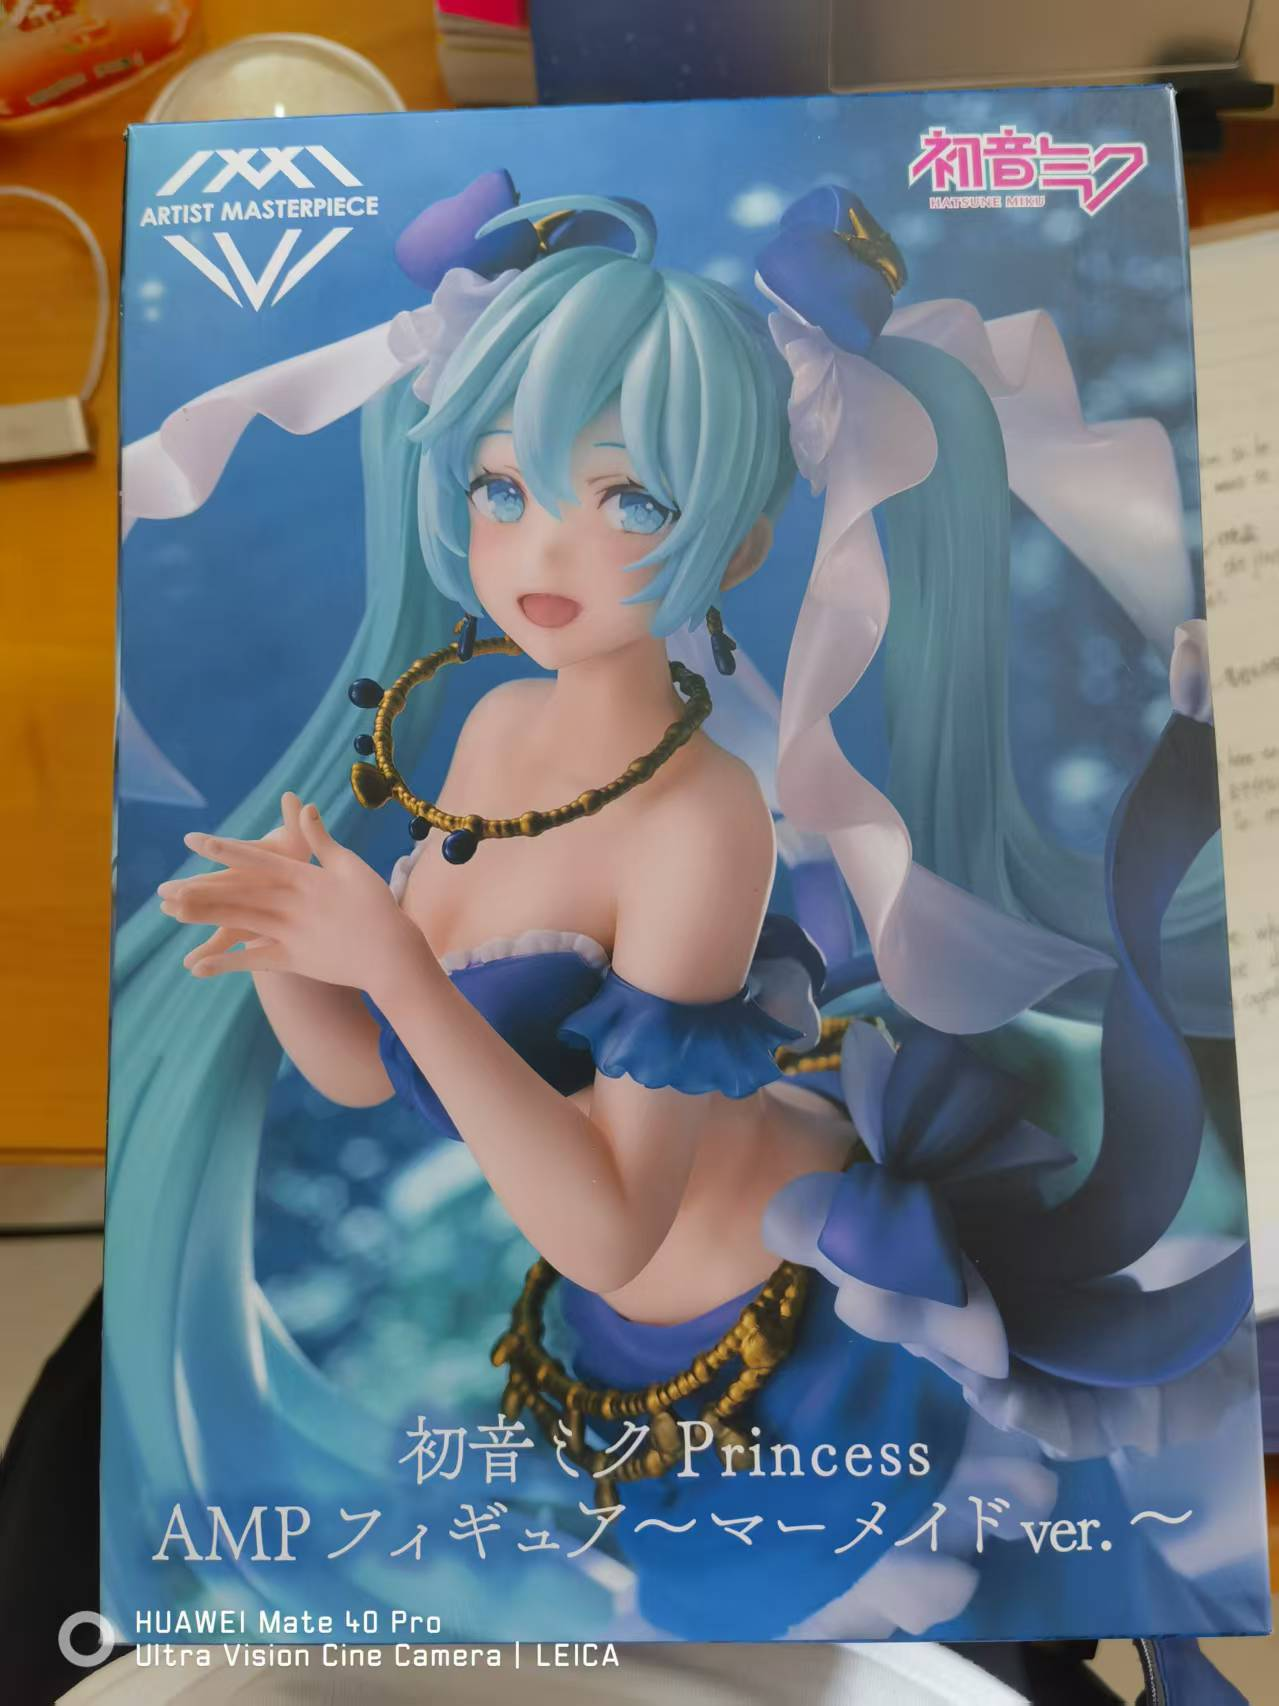 ARTIST MASTERPIECE
初音ミク
HATSUNE MIKU
初音ミク Princess
AMPフィギュア～マーメイドver.～
HUAWEI Mate 40 Pro
Ultra Vision Cine Camera | LEICA